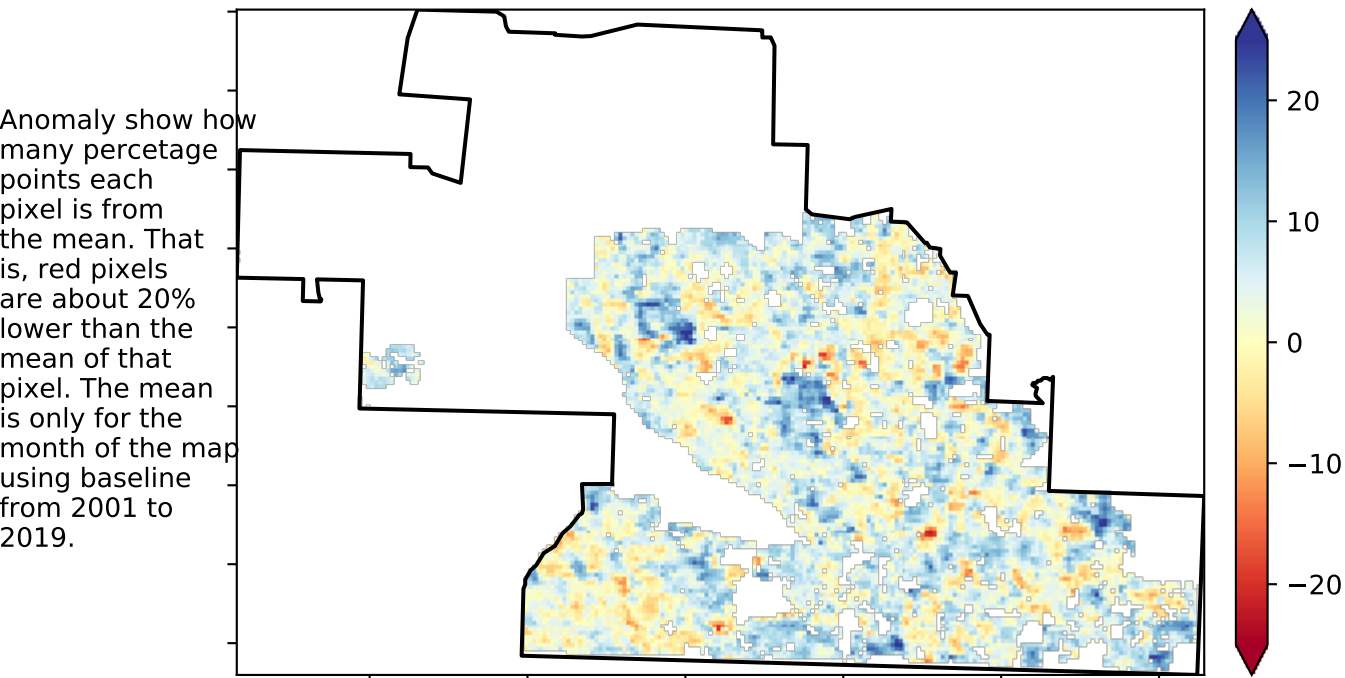 Anomaly show how
many percetage
points each
pixel is from
the mean. That
is, red pixels
are about 20%
lower than the
mean of that
pixel. The mean
is only for the
month of the map
using baseline
from 2001 to
2019.
20
10
0
−10
−20